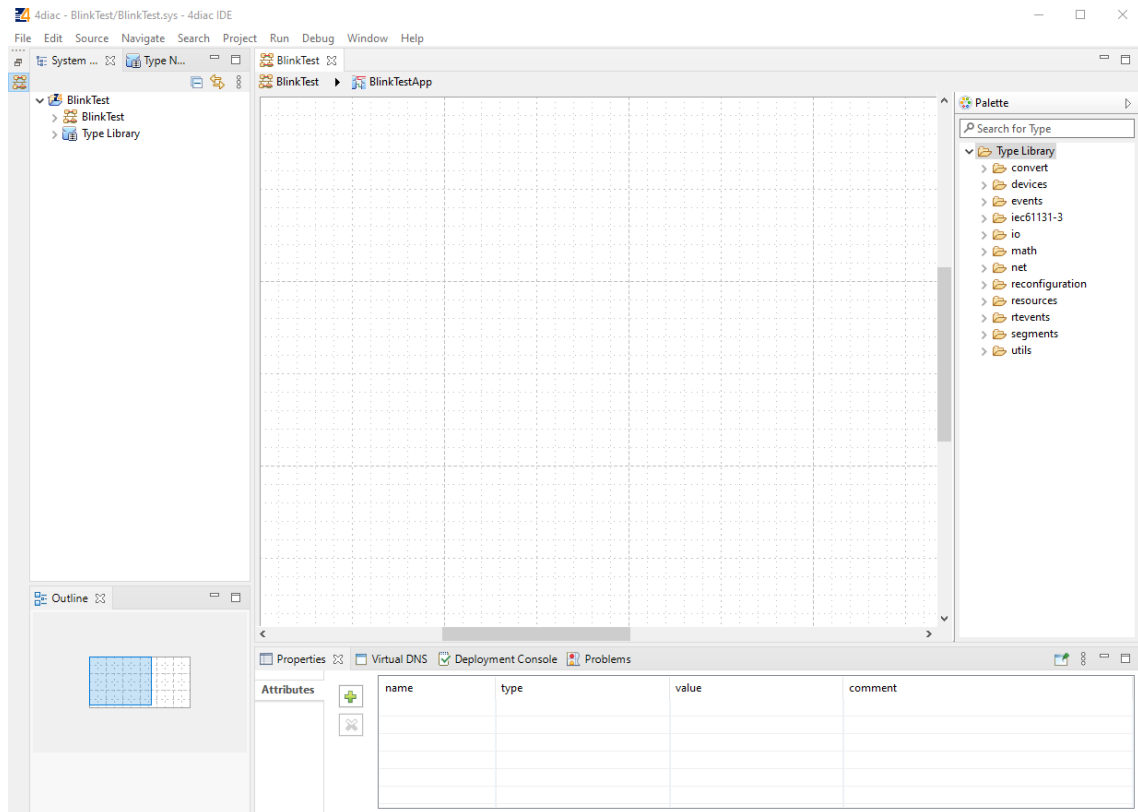 4diac - BlinkTest/BlinkTest.sys - 4diac IDE
File Edit Source Navigate Search Project Run Debug Window Help
System ... Type N...
BlinkTest
BlinkTest
Type Library
Outline
BlinkTest
BlinkTest BlinkTestApp
Palette
Search for Type
Type Library
convert
devices
events
iec61131-3
io
math
net
reconfiguration
resources
rtevents
segments
utils
Properties Virtual DNS Deployment Console Problems
Attributes
name type value comment